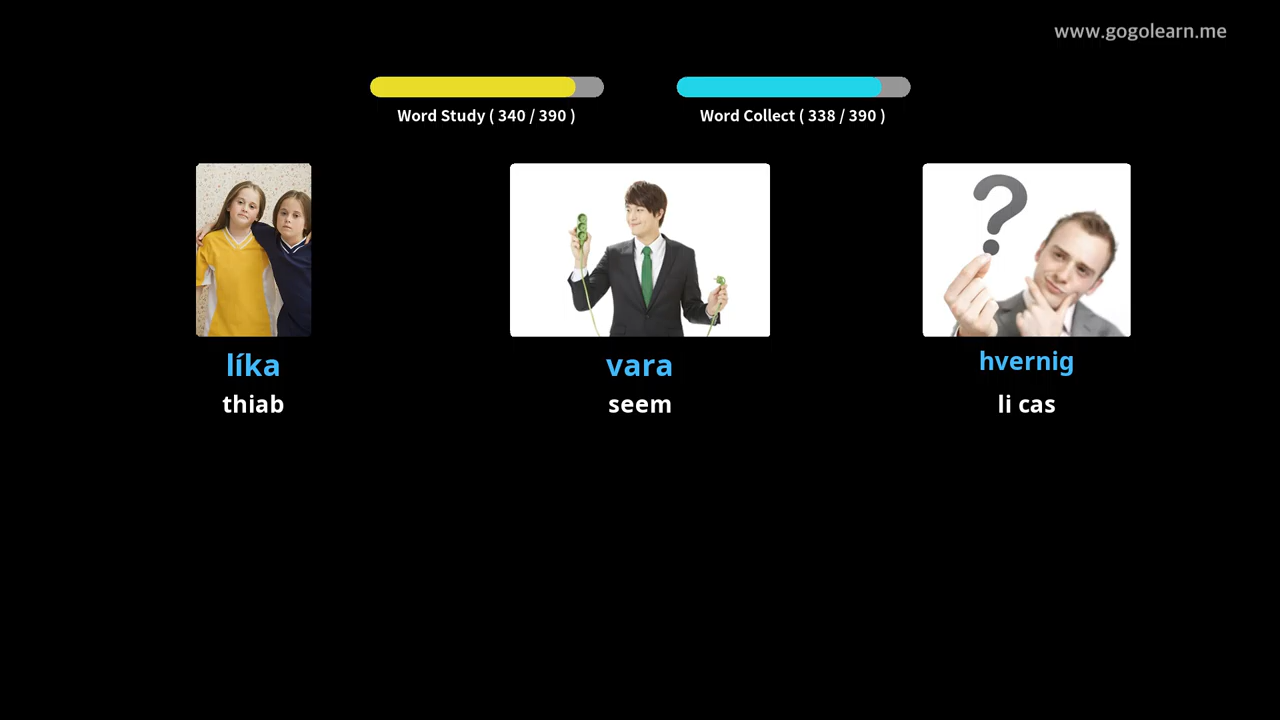 www.gogolearn.me
Word Study ( 340 / 390 )
Word Collect ( 338 / 390 )
líka
vara
hvernig
thiab
seem
li cas